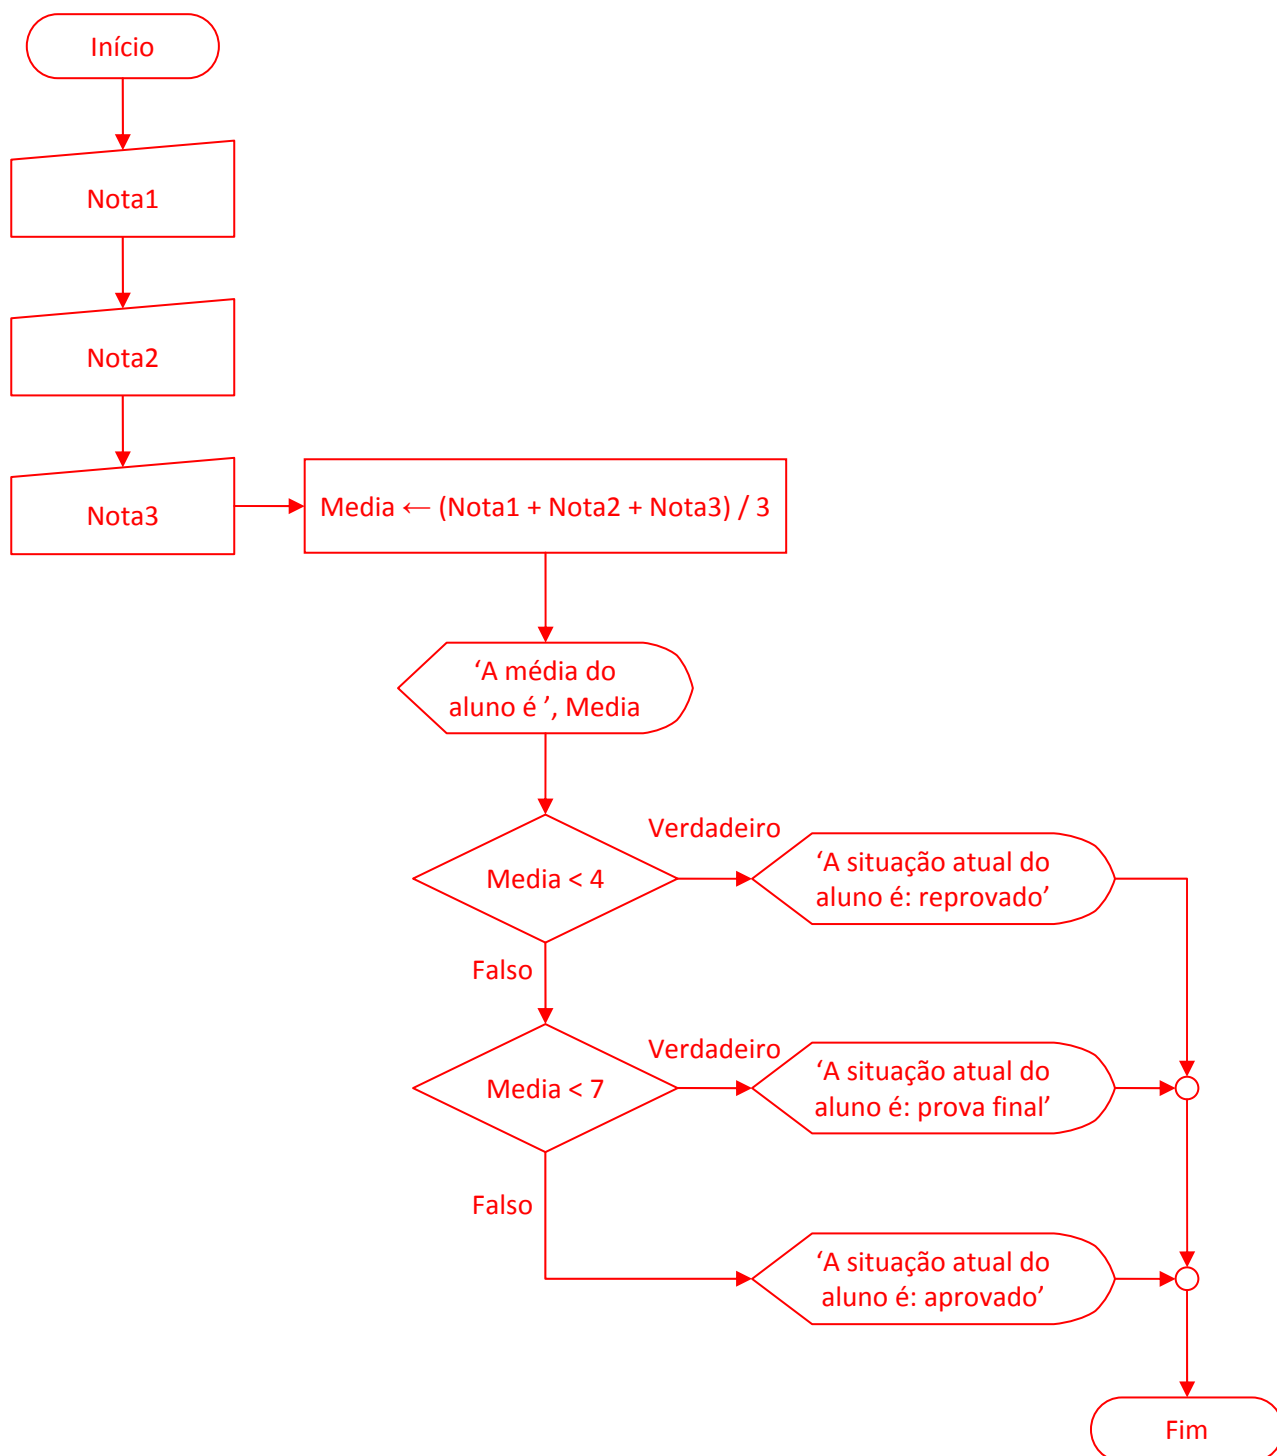 Início
Nota1
Nota2
Nota3
Media ← (Nota1 + Nota2 + Nota3) / 3
‘A média do
aluno é ’, Media
Media < 4
Verdadeiro
‘A situação atual do
aluno é: reprovado’
Falso
Media < 7
Verdadeiro
‘A situação atual do
aluno é: prova final’
Falso
‘A situação atual do
aluno é: aprovado’
Fim